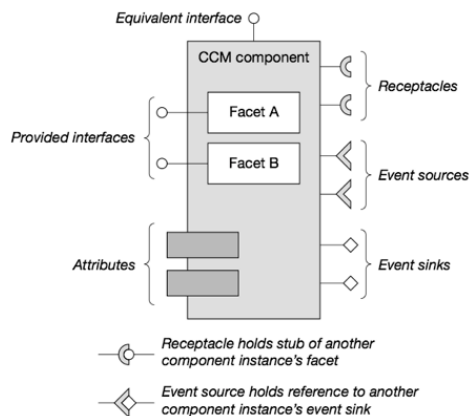 Equivalent interface
CCM component
Receptacles
Facet A
Provided interfaces
Facet B
Event sources
Attributes
Event sinks
Receptacle holds stub of another
component instance's facet
Event source holds reference to another
component instance's event sink